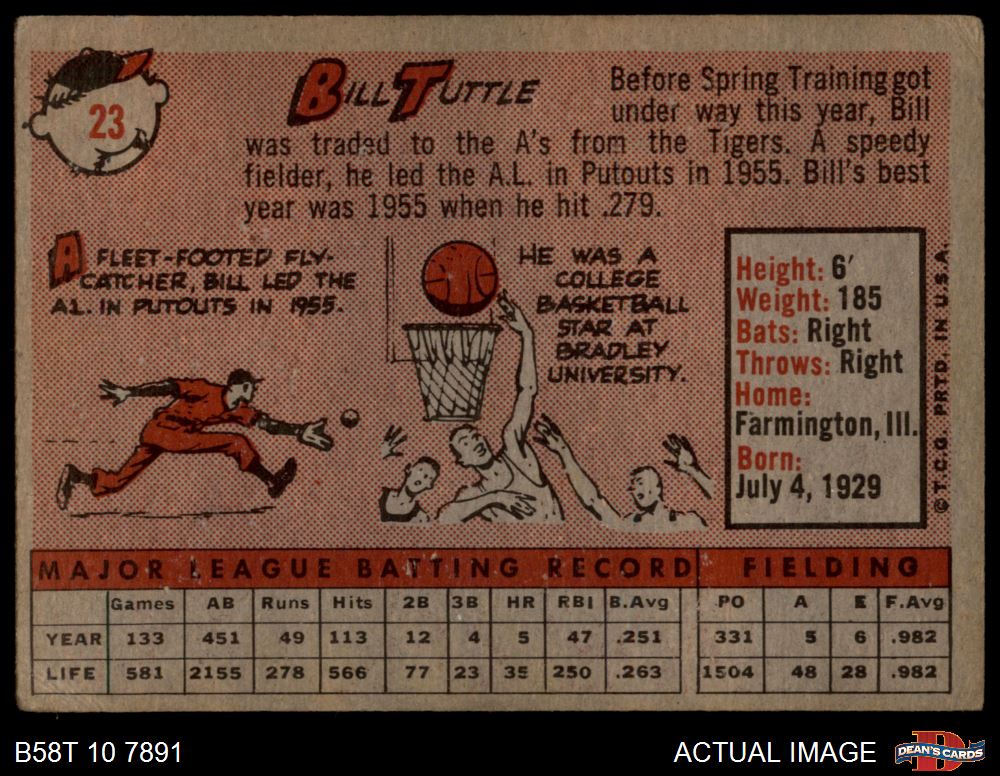 23
BILL TUTTLE
Before Spring Training got
under way this year, Bill
was traded to the A's from the Tigers. A speedy
fielder, he led the A.L. in Putouts in 1955. Bill's best
year was 1955 when he hit .279.
A FLEET-FOOTED FLY-
CATCHER, BILL LED THE
A.L. IN PUTOUTS IN 1955.
HE WAS A
COLLEGE
BASKETBALL
STAR AT
BRADLEY
UNIVERSITY.
Height: 6'
Weight: 185
Bats: Right
Throws: Right
Home:
Farmington, Ill.
Born:
July 4, 1929
© T.C.G. PRTD. IN U.S.A.
MAJOR LEAGUE BATTING RECORD FIELDING
Games AB Runs Hits 2B 3B HR RBI B.Avg PO A E F.Avg
YEAR 133 451 49 113 12 4 5 47 .251 331 5 6 .982
LIFE 581 2155 278 566 77 23 35 250 .263 1504 48 28 .982
B58T 10 7891
ACTUAL IMAGE
DEAN'S CARDS